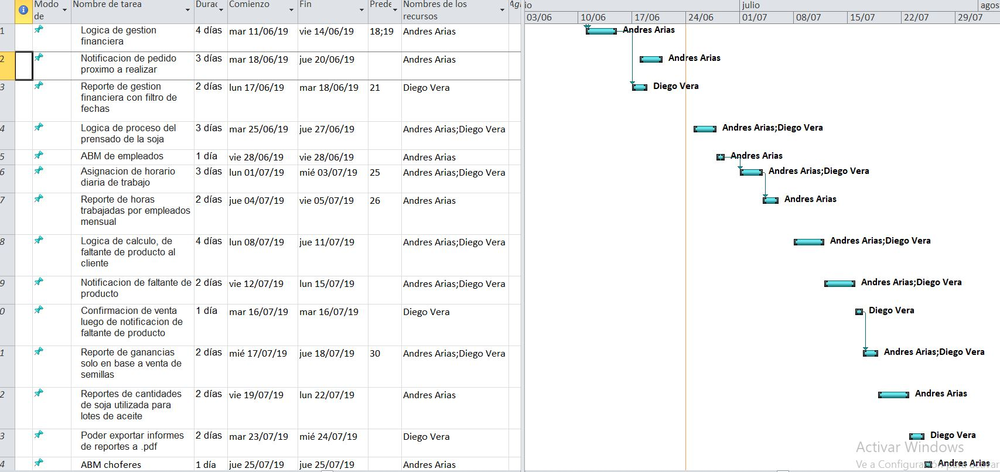 Modo de
Nombre de tarea
Durac
Comienzo
Fin
Prede
Nombres de los recursos
io
julio
agos
03/06 10/06 17/06 24/06 01/07 08/07 15/07 22/07 29/07
1 Logica de gestion financiera 4 días mar 11/06/19 vie 14/06/19 18;19 Andres Arias
Andres Arias
2 Notificacion de pedido proximo a realizar 3 días mar 18/06/19 jue 20/06/19 Andres Arias
Andres Arias
3 Reporte de gestion financiera con filtro de fechas 2 días lun 17/06/19 mar 18/06/19 21 Diego Vera
Diego Vera
4 Logica de proceso del prensado de la soja 3 días mar 25/06/19 jue 27/06/19 Andres Arias;Diego Vera
Andres Arias;Diego Vera
5 ABM de empleados 1 día vie 28/06/19 vie 28/06/19 Andres Arias
Andres Arias
6 Asignacion de horario diaria de trabajo 3 días lun 01/07/19 mié 03/07/19 25 Andres Arias;Diego Vera
Andres Arias;Diego Vera
7 Reporte de horas trabajadas por empleados mensual 2 días jue 04/07/19 vie 05/07/19 26 Andres Arias
Andres Arias
8 Logica de calculo, de faltante de producto al cliente 4 días lun 08/07/19 jue 11/07/19 Andres Arias;Diego Vera
Andres Arias;Diego Vera
9 Notificacion de faltante de producto 2 días vie 12/07/19 lun 15/07/19 Andres Arias;Diego Vera
Andres Arias;Diego Vera
0 Confirmacion de venta luego de notificacion de faltante de producto 1 día mar 16/07/19 mar 16/07/19 Diego Vera
Diego Vera
1 Reporte de ganancias solo en base a venta de semillas 2 días mié 17/07/19 jue 18/07/19 30 Andres Arias;Diego Vera
Andres Arias;Diego Vera
2 Reportes de cantidades de soja utilizada para lotes de aceite 2 días vie 19/07/19 lun 22/07/19 Andres Arias
Andres Arias
3 Poder exportar informes de reportes a .pdf 2 días mar 23/07/19 mié 24/07/19 Diego Vera
Diego Vera
4 ABM choferes 1 día jue 25/07/19 jue 25/07/19 Andres Arias
Andres Arias
Activar Windows
Ve a Configuración para activar